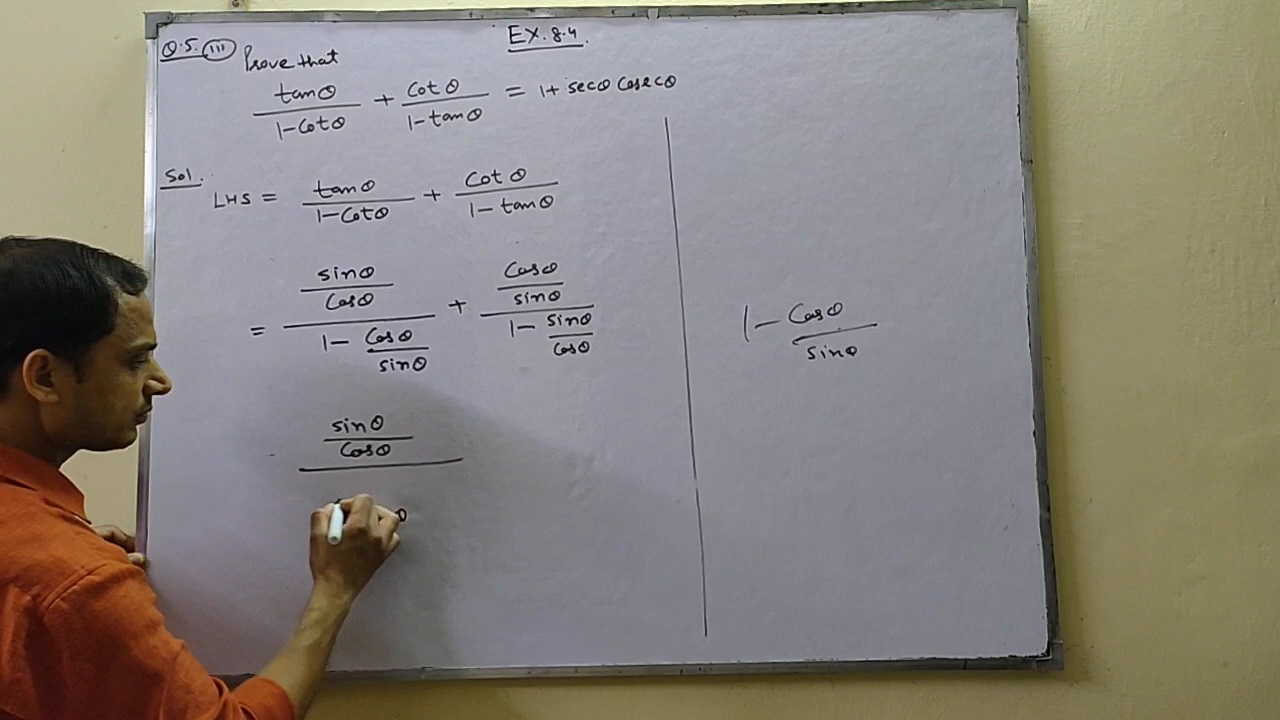 EX.8.4.
Q.5. (iii) Prove that
tanθ/1-Cotθ + Cotθ/1-tanθ = 1+ secθ Cosecθ
Sol.
LHS = tanθ/1-Cotθ + Cotθ/1-tanθ
= sinθ/Cosθ/1-Cosθ/sinθ + Cosθ/sinθ/1-sinθ/cosθ
1-Cosθ/sinθ
sinθ/Cosθ
θ